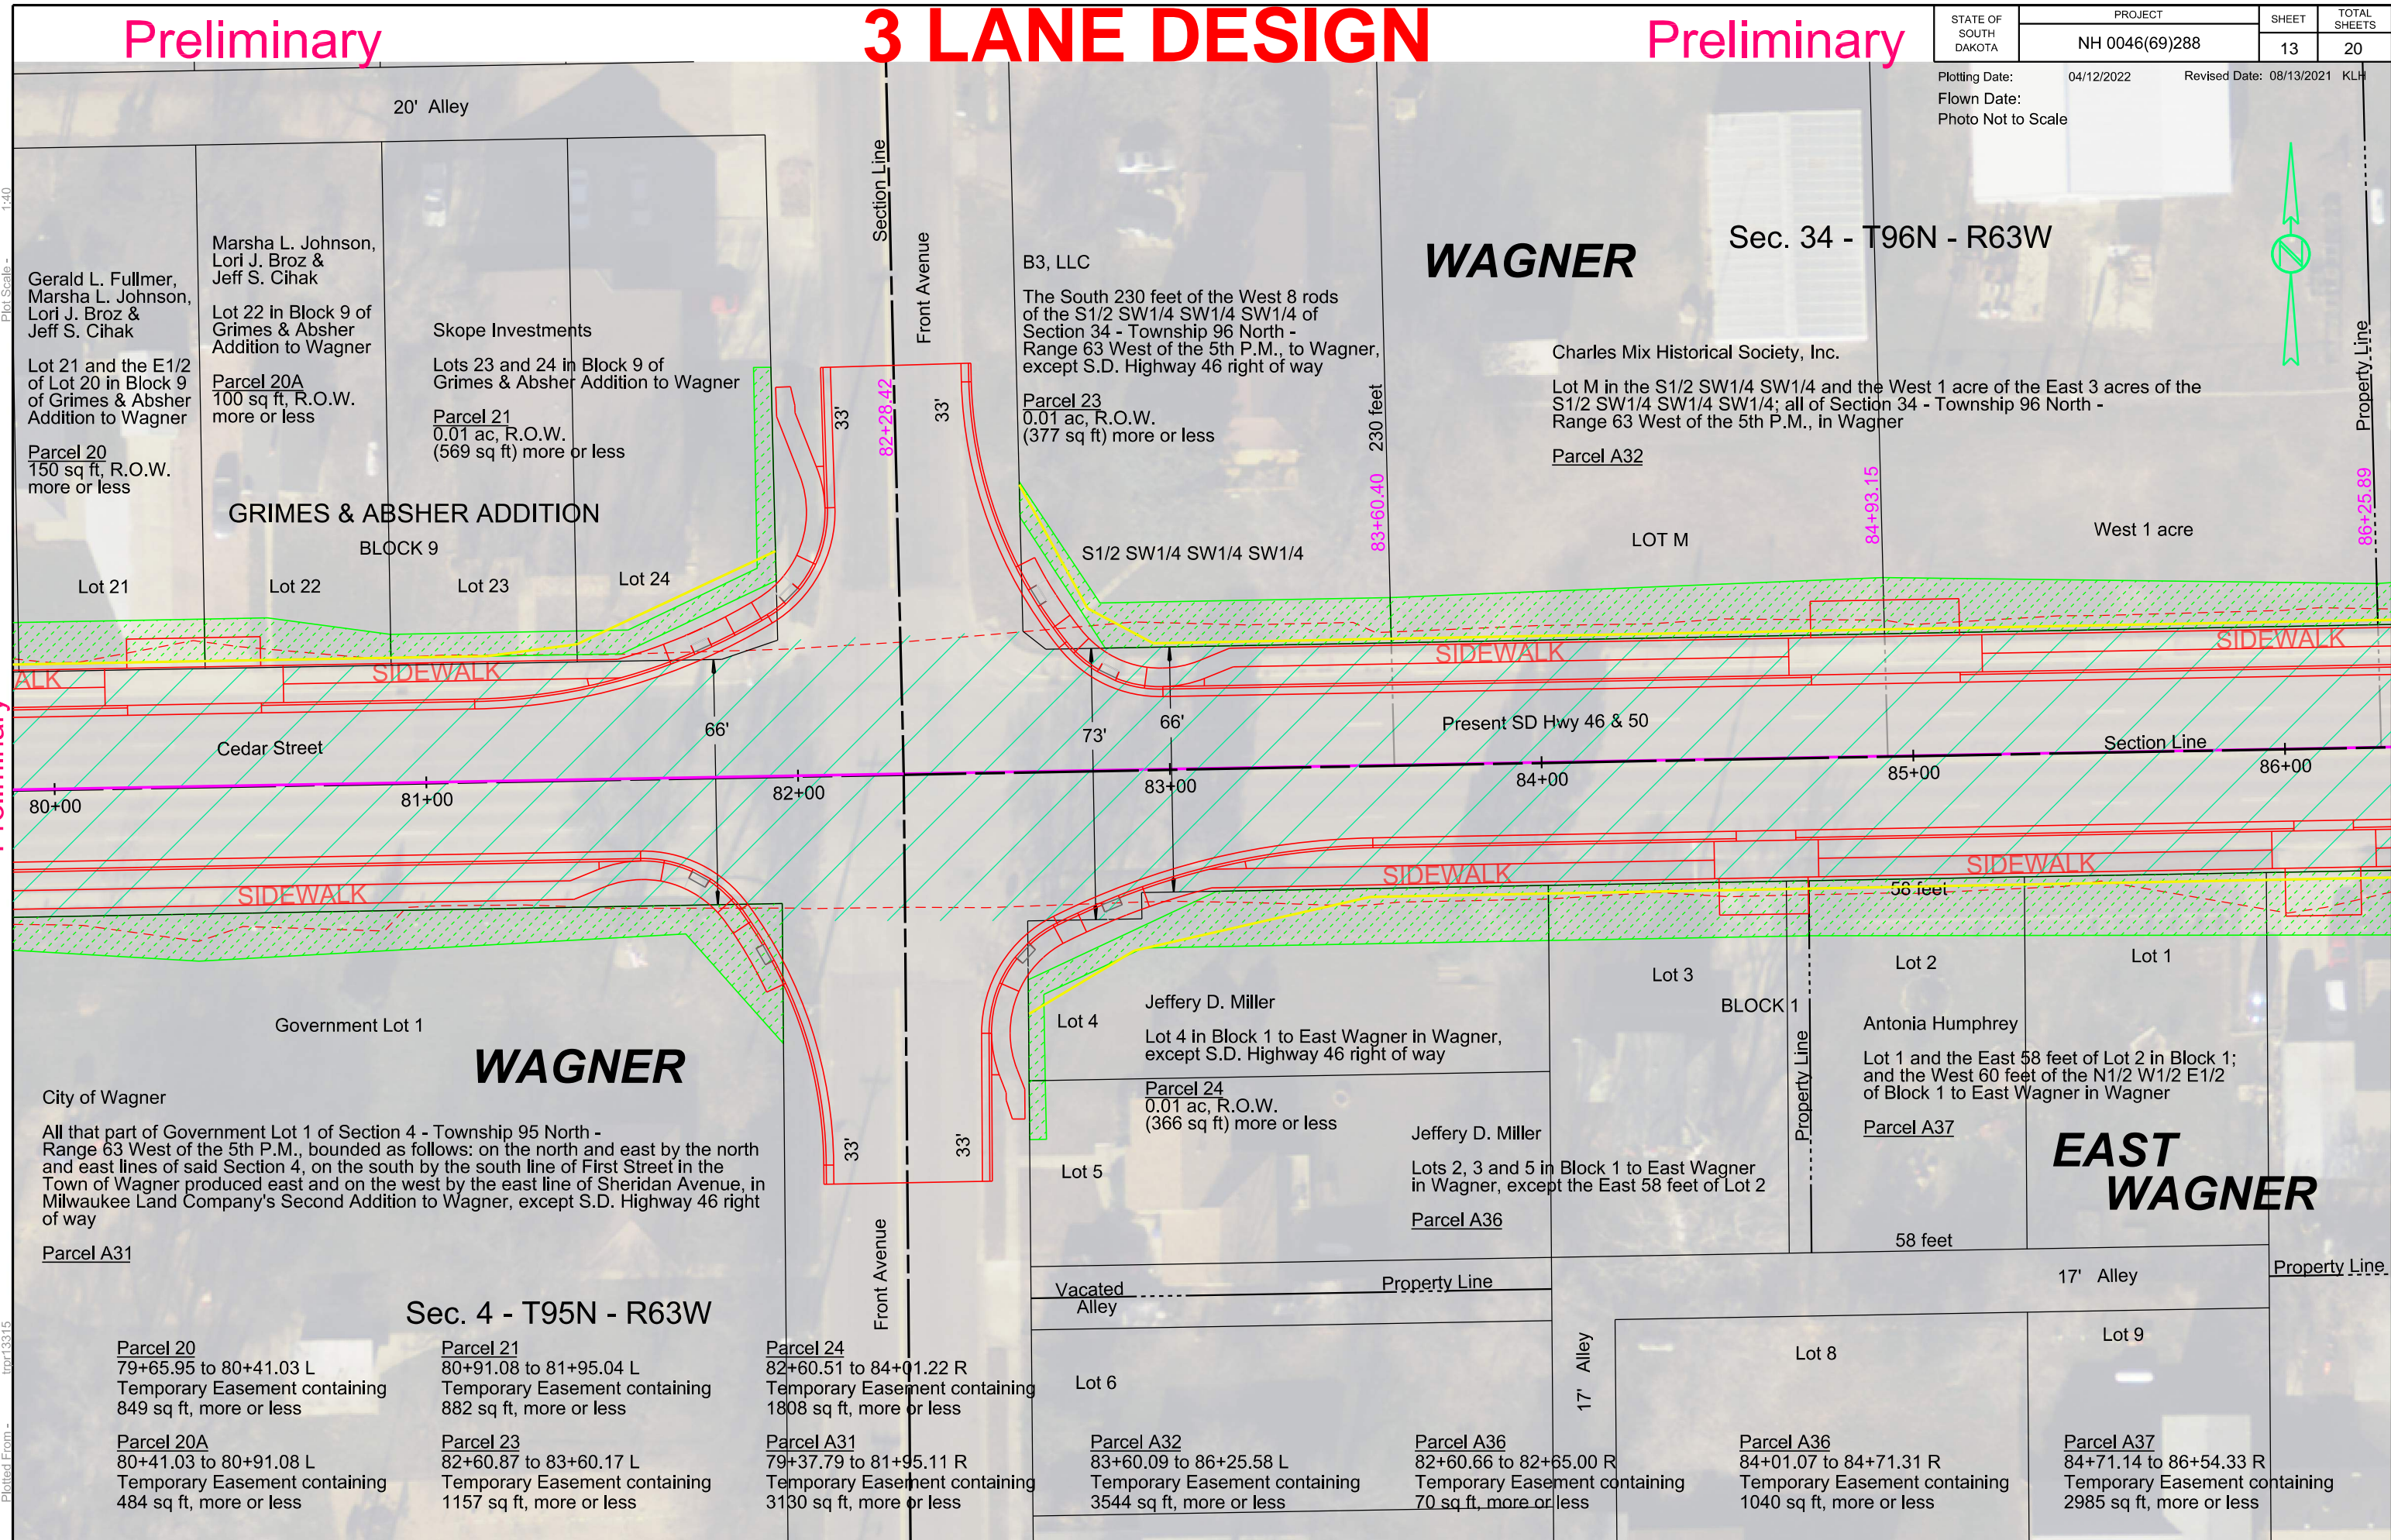 Preliminary
3 LANE DESIGN
Preliminary
STATE OF
SOUTH
DAKOTA
PROJECT
NH 0046(69)288
SHEET
13
TOTAL
SHEETS
20
Plotting Date: 04/12/2022
Revised Date: 08/13/2021 KLH
Flown Date:
Photo Not to Scale
Plot Scale - 1:40
20' Alley
Section Line
Front Avenue
Gerald L. Fullmer,
Marsha L. Johnson,
Lori J. Broz &
Jeff S. Cihak
Lot 21 and the E1/2
of Lot 20 in Block 9
of Grimes & Absher
Addition to Wagner
Parcel 20
150 sq ft, R.O.W.
more or less
Marsha L. Johnson,
Lori J. Broz &
Jeff S. Cihak
Lot 22 in Block 9 of
Grimes & Absher
Addition to Wagner
Parcel 20A
100 sq ft, R.O.W.
more or less
Skope Investments
Lots 23 and 24 in Block 9 of
Grimes & Absher Addition to Wagner
Parcel 21
0.01 ac, R.O.W.
(569 sq ft) more or less
GRIMES & ABSHER ADDITION
BLOCK 9
Lot 21
Lot 22
Lot 23
Lot 24
33'
82+28.42
33'
B3, LLC
The South 230 feet of the West 8 rods
of the S1/2 SW1/4 SW1/4 SW1/4 of
Section 34 - Township 96 North -
Range 63 West of the 5th P.M., to Wagner,
except S.D. Highway 46 right of way
Parcel 23
0.01 ac, R.O.W.
(377 sq ft) more or less
S1/2 SW1/4 SW1/4 SW1/4
230 feet
83+60.40
WAGNER
Sec. 34 - T96N - R63W
N
Charles Mix Historical Society, Inc.
Lot M in the S1/2 SW1/4 SW1/4 and the West 1 acre of the East 3 acres of the
S1/2 SW1/4 SW1/4 SW1/4; all of Section 34 - Township 96 North -
Range 63 West of the 5th P.M., in Wagner
Parcel A32
LOT M
84+93.15
West 1 acre
Property Line
86+25.89
ALK
SIDEWALK
SIDEWALK
SIDEWALK
Preliminary
Cedar Street
66'
73'
66'
Present SD Hwy 46 & 50
Section Line
80+00
81+00
82+00
83+00
84+00
85+00
86+00
SIDEWALK
SIDEWALK
SIDEWALK
58 feet
Government Lot 1
WAGNER
City of Wagner
All that part of Government Lot 1 of Section 4 - Township 95 North -
Range 63 West of the 5th P.M., bounded as follows: on the north and east by the north
and east lines of said Section 4, on the south by the south line of First Street in the
Town of Wagner produced east and on the west by the east line of Sheridan Avenue, in
Milwaukee Land Company's Second Addition to Wagner, except S.D. Highway 46 right
of way
Parcel A31
Sec. 4 - T95N - R63W
33'
33'
Front Avenue
Lot 4
Jeffery D. Miller
Lot 4 in Block 1 to East Wagner in Wagner,
except S.D. Highway 46 right of way
Parcel 24
0.01 ac, R.O.W.
(366 sq ft) more or less
Lot 5
Jeffery D. Miller
Lots 2, 3 and 5 in Block 1 to East Wagner
in Wagner, except the East 58 feet of Lot 2
Parcel A36
Lot 3
BLOCK 1
Property Line
Lot 2
Lot 1
Antonia Humphrey
Lot 1 and the East 58 feet of Lot 2 in Block 1;
and the West 60 feet of the N1/2 W1/2 E1/2
of Block 1 to East Wagner in Wagner
Parcel A37
EAST
WAGNER
58 feet
Vacated
Alley
Property Line
17' Alley
Property Line
Lot 6
17' Alley
Lot 8
Lot 9
Parcel 20
79+65.95 to 80+41.03 L
Temporary Easement containing
849 sq ft, more or less
Parcel 21
80+91.08 to 81+95.04 L
Temporary Easement containing
882 sq ft, more or less
Parcel 24
82+60.51 to 84+01.22 R
Temporary Easement containing
1808 sq ft, more or less
Parcel 20A
80+41.03 to 80+91.08 L
Temporary Easement containing
484 sq ft, more or less
Parcel 23
82+60.87 to 83+60.17 L
Temporary Easement containing
1157 sq ft, more or less
Parcel A31
79+37.79 to 81+95.11 R
Temporary Easement containing
3130 sq ft, more or less
Parcel A32
83+60.09 to 86+25.58 L
Temporary Easement containing
3544 sq ft, more or less
Parcel A36
82+60.66 to 82+65.00 R
Temporary Easement containing
70 sq ft, more or less
Parcel A36
84+01.07 to 84+71.31 R
Temporary Easement containing
1040 sq ft, more or less
Parcel A37
84+71.14 to 86+54.33 R
Temporary Easement containing
2985 sq ft, more or less
Plotted From - tror13315